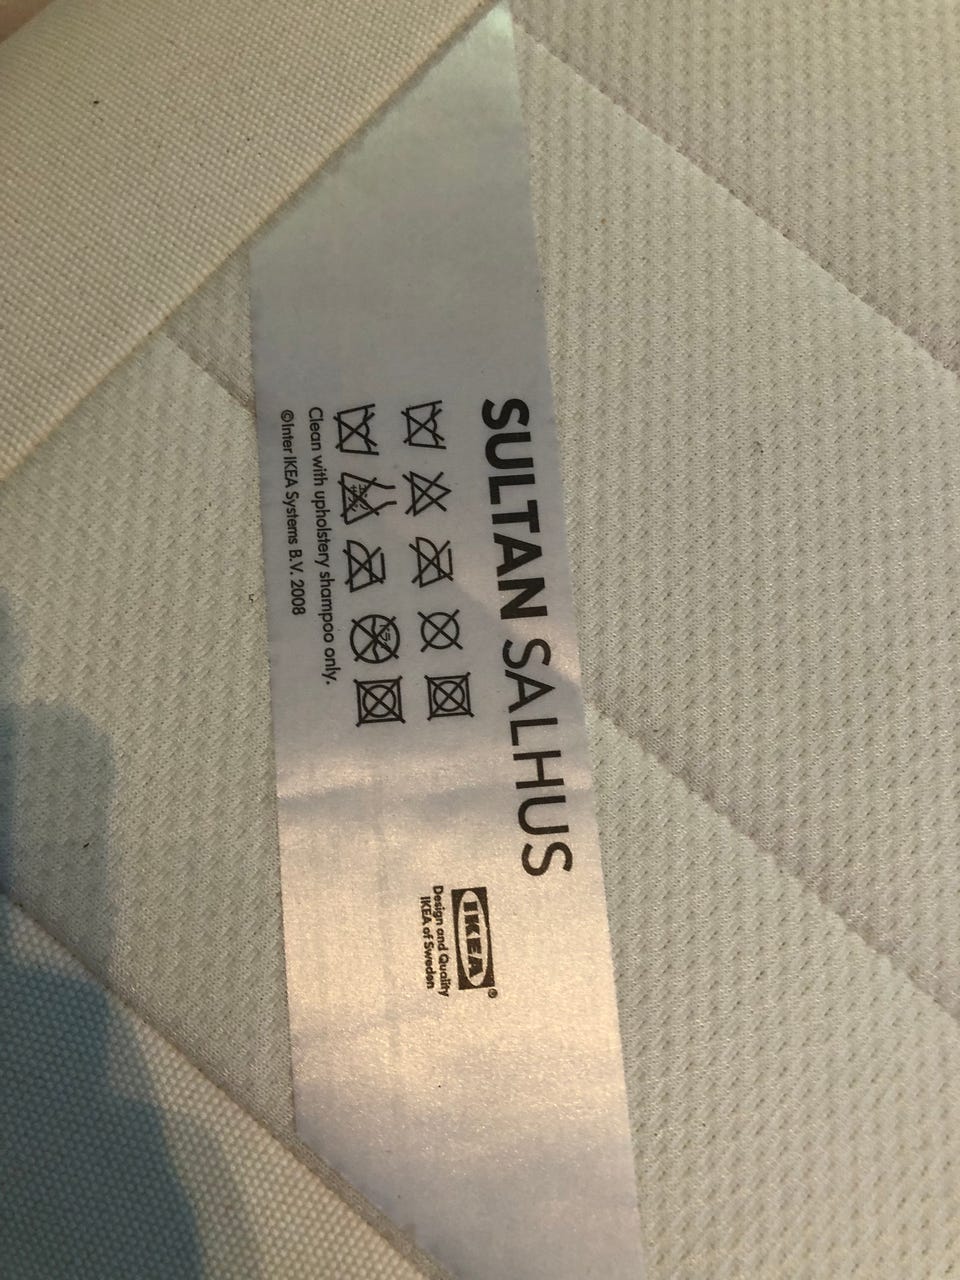 SULTAN SALHUS
Clean with upholstery shampoo only.
©Inter IKEA Systems B.V. 2008
IKEA®
Design and Quality
IKEA of Sweden